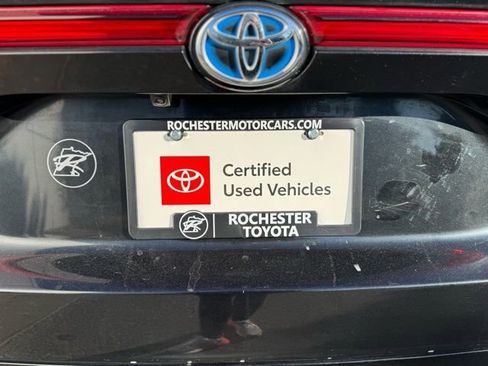 ROCHESTERMOTORCARS.COM
Certified
Used Vehicles
ROCHESTER
TOYOTA